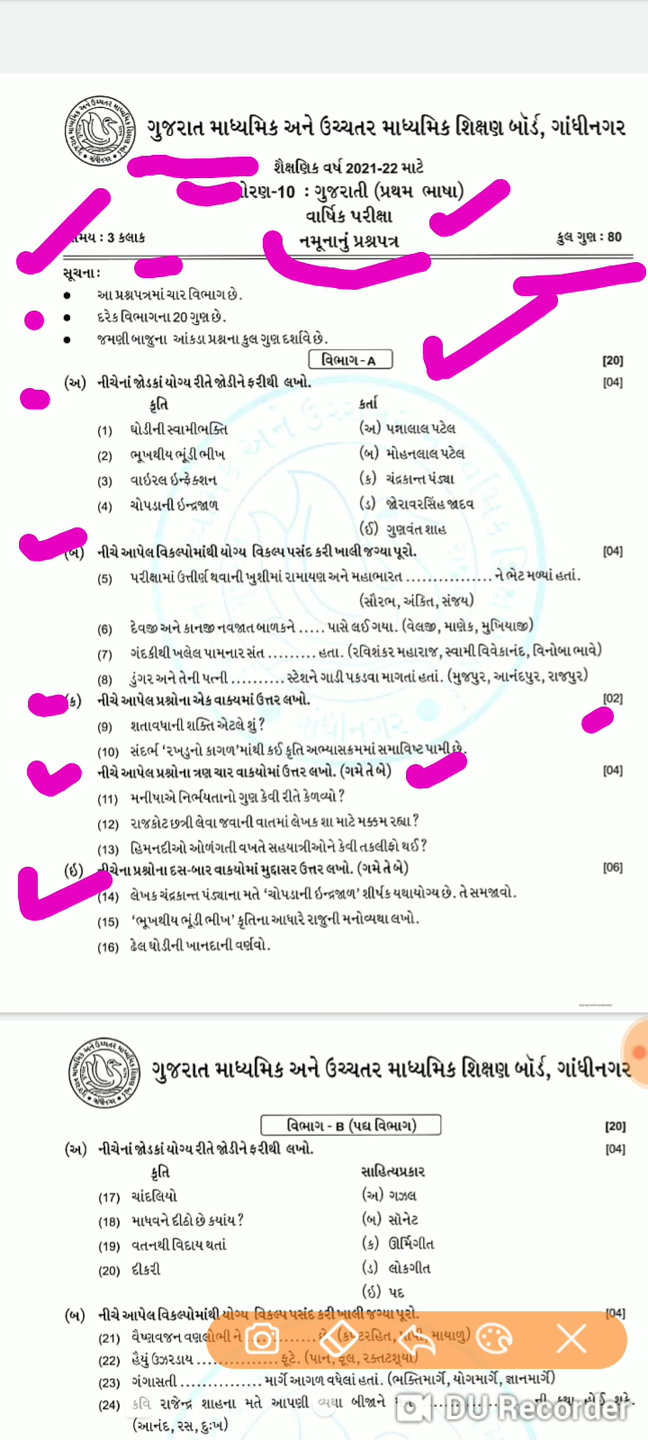 ગુજરાત માધ્યમિક અને ઉચ્ચતર માધ્યમિક શિક્ષણ બૉર્ડ, ગાંધીનગર
શૈક્ષણિક વર્ષ 2021-22 માટે
ોરણ-10 : ગુજરાતી (પ્રથમ ભાષા)
વાર્ષિક પરીક્ષા
મય : 3 કલાક નમૂનાનું પ્રશ્નપત્ર કુલ ગુણ : 80
સૂચના:
• આ પ્રશ્નપત્રમાં ચાર વિભાગ છે.
• દરેક વિભાગના 20 ગુણ છે.
• જમણી બાજુના આંકડા પ્રશ્નના કુલ ગુણ દર્શાવે છે.
વિભાગ-A [20]
(અ) નીચેનાં જોડકાં યોગ્ય રીતે જોડીને ફરીથી લખો. [04]
કૃતિ કર્તા
(1) ઘોડીની સ્વામીભક્તિ (અ) પન્નાલાલ પટેલ
(2) ભૂખથીય ભૂંડી ભીખ (બ) મોહનલાલ પટેલ
(3) વાઇરલ ઇન્ફેક્શન (ક) ચંદ્રકાન્ત પંડ્યા
(4) ચોપડાની ઇન્દ્રજાળ (ડ) જોરાવરસિંહ જાદવ
(ઈ) ગુણવંત શાહ
(બ) નીચે આપેલ વિકલ્પોમાંથી યોગ્ય વિકલ્પ પસંદ કરી ખાલી જગ્યા પૂરો. [04]
(5) પરીક્ષામાં ઉત્તીર્ણ થવાની ખુશીમાં રામાયણ અને મહાભારત ................ ને ભેટ મળ્યાં હતાં.
(સૌરભ, અંકિત, સંજય)
(6) દેવજી અને કાનજી નવજાત બાળકને ..... પાસે લઈ ગયા. (વેલજી, માણેક, મુખિયાજી)
(7) ગંદકીથી ખલેલ પામનાર સંત ......... હતા. (રવિશંકર મહારાજ, સ્વામી વિવેકાનંદ, વિનોબા ભાવે)
(8) ડુંગર અને તેની પત્ની .......... સ્ટેશને ગાડી પકડવા માગતાં હતાં. (મુજપુર, આનંદપુર, રાજપુર)
ક) નીચે આપેલ પ્રશ્નોના એક વાક્યમાં ઉત્તર લખો. [02]
(9) શતાવધાની શક્તિ એટલે શું ?
(10) સંદર્ભ ‘રખડુનો કાગળ’માંથી કઈ કૃતિ અભ્યાસક્રમમાં સમાવિષ્ટ પામી છે.
નીચે આપેલ પ્રશ્નોના ત્રણ ચાર વાક્યોમાં ઉત્તર લખો. (ગમે તે બે) [04]
(11) મનીષાએ નિર્ભયતાનો ગુણ કેવી રીતે કેળવ્યો ?
(12) રાજકોટ છત્રી લેવા જવાની વાતમાં લેખક શા માટે મક્કમ રહ્યા ?
(13) હિમનદીઓ ઓળંગતી વખતે સહયાત્રીઓને કેવી તકલીફો થઈ ?
(ઇ) નીચેના પ્રશ્નોના દસ-બાર વાક્યોમાં મુદ્દાસર ઉત્તર લખો. (ગમે તે બે) [06]
(14) લેખક ચંદ્રકાન્ત પંડ્યાના મતે ‘ચોપડાની ઇન્દ્રજાળ’ શીર્ષક યથાયોગ્ય છે. તે સમજાવો.
(15) ‘ભૂખથીય ભૂંડી ભીખ’ કૃતિના આધારે રાજુની મનોવ્યથા લખો.
(16) ઢેલ ઘોડીની ખાનદાની વર્ણવો.
ગુજરાત માધ્યમિક અને ઉચ્ચતર માધ્યમિક શિક્ષણ બૉર્ડ, ગાંધીનગર
વિભાગ - B (પદ્ય વિભાગ) [20]
(અ) નીચેનાં જોડકાં યોગ્ય રીતે જોડીને ફરીથી લખો. [04]
કૃતિ સાહિત્યપ્રકાર
(17) ચાંદલિયો (અ) ગઝલ
(18) માધવને દીઠો છે ક્યાંય ? (બ) સૉનેટ
(19) વતનથી વિદાય થતાં (ક) ઊર્મિગીત
(20) દીકરી (ડ) લોકગીત
(ઇ) પદ
(બ) નીચે આપેલ વિકલ્પોમાંથી યોગ્ય વિકલ્પ પસંદ કરી ખાલી જગ્યા પૂરો. [04]
(21) વૈષ્ણવજન વણલોભી ને ............ છે. (કપટરહિત, પાપી, માયાળુ)
(22) હૈયું ઉઝરડાય .............. ફૂટે. (પાન, ફૂલ, રક્તટશૂયા)
(23) ગંગાસતી .............. માર્ગે આગળ વધેલાં હતાં. (ભક્તિમાર્ગે, યોગમાર્ગે, જ્ઞાનમાર્ગે)
(24) કવિ રાજેન્દ્ર શાહના મતે આપણી વ્યથા બીજાને
(આનંદ, રસ, દુઃખ)
DU Recorder